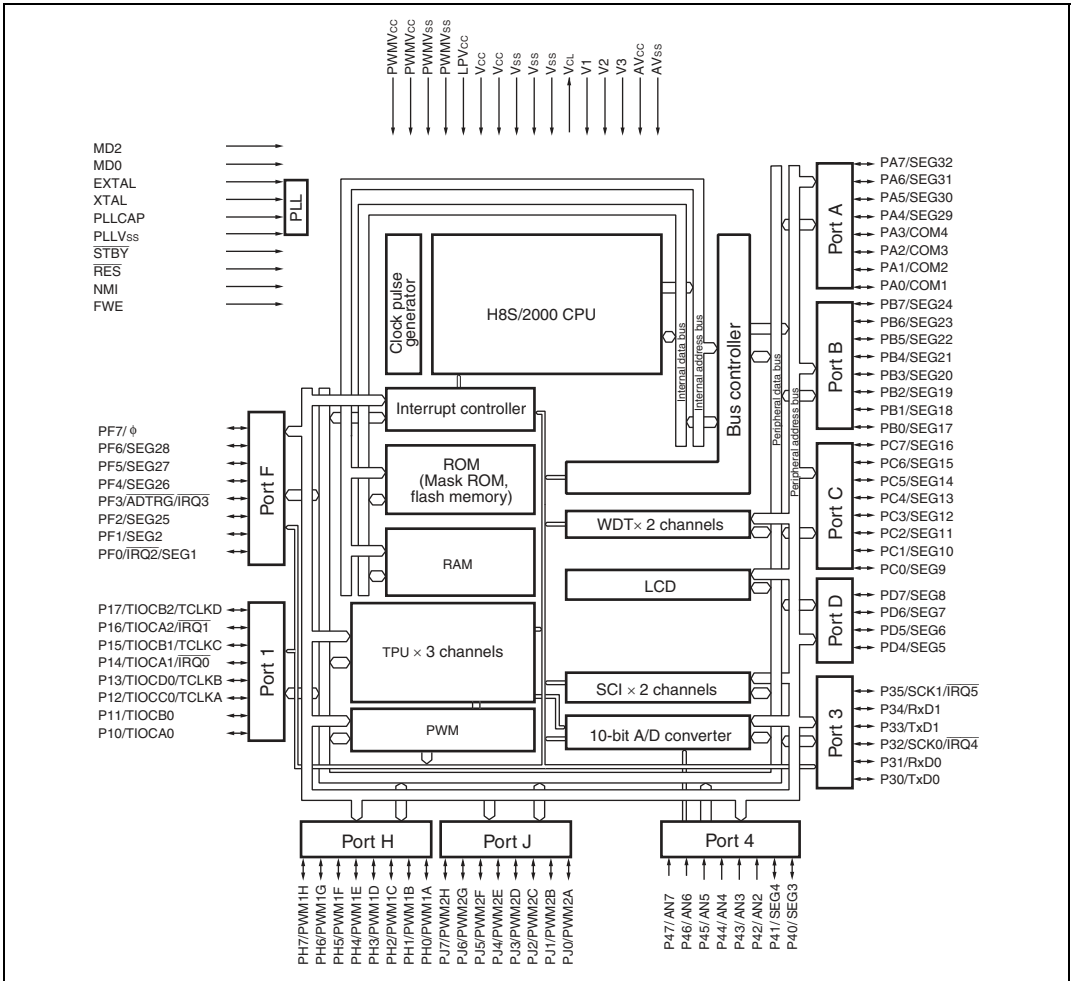 PWMVcc
PWMVcc
PWMVss
PWMVss
LPVcc
Vcc
Vcc
Vss
Vss
Vss
VCL
V1
V2
V3
AVcc
AVss
MD2
MD0
EXTAL
XTAL
PLLCAP
PLLVss
STBY
RES
NMI
FWE
PLL
Clock pulse
generator
H8S/2000 CPU
Internal data bus
Internal address bus
Bus controller
Peripheral data bus
Peripheral address bus
Interrupt controller
ROM
(Mask ROM,
flash memory)
RAM
TPU × 3 channels
PWM
WDT× 2 channels
LCD
SCI × 2 channels
10-bit A/D converter
Port A
PA7/SEG32
PA6/SEG31
PA5/SEG30
PA4/SEG29
PA3/COM4
PA2/COM3
PA1/COM2
PA0/COM1
Port B
PB7/SEG24
PB6/SEG23
PB5/SEG22
PB4/SEG21
PB3/SEG20
PB2/SEG19
PB1/SEG18
PB0/SEG17
Port C
PC7/SEG16
PC6/SEG15
PC5/SEG14
PC4/SEG13
PC3/SEG12
PC2/SEG11
PC1/SEG10
PC0/SEG9
Port D
PD7/SEG8
PD6/SEG7
PD5/SEG6
PD4/SEG5
Port 3
P35/SCK1/IRQ5
P34/RxD1
P33/TxD1
P32/SCK0/IRQ4
P31/RxD0
P30/TxD0
PF7/ φ
PF6/SEG28
PF5/SEG27
PF4/SEG26
PF3/ADTRG/IRQ3
PF2/SEG25
PF1/SEG2
PF0/IRQ2/SEG1
Port F
P17/TIOCB2/TCLKD
P16/TIOCA2/IRQ1
P15/TIOCB1/TCLKC
P14/TIOCA1/IRQ0
P13/TIOCD0/TCLKB
P12/TIOCC0/TCLKA
P11/TIOCB0
P10/TIOCA0
Port 1
Port H
PH7/PWM1H
PH6/PWM1G
PH5/PWM1F
PH4/PWM1E
PH3/PWM1D
PH2/PWM1C
PH1/PWM1B
PH0/PWM1A
Port J
PJ7/PWM2H
PJ6/PWM2G
PJ5/PWM2F
PJ4/PWM2E
PJ3/PWM2D
PJ2/PWM2C
PJ1/PWM2B
PJ0/PWM2A
Port 4
P47/ AN7
P46/ AN6
P45/ AN5
P44/ AN4
P43/ AN3
P42/ AN2
P41/ SEG4
P40/ SEG3